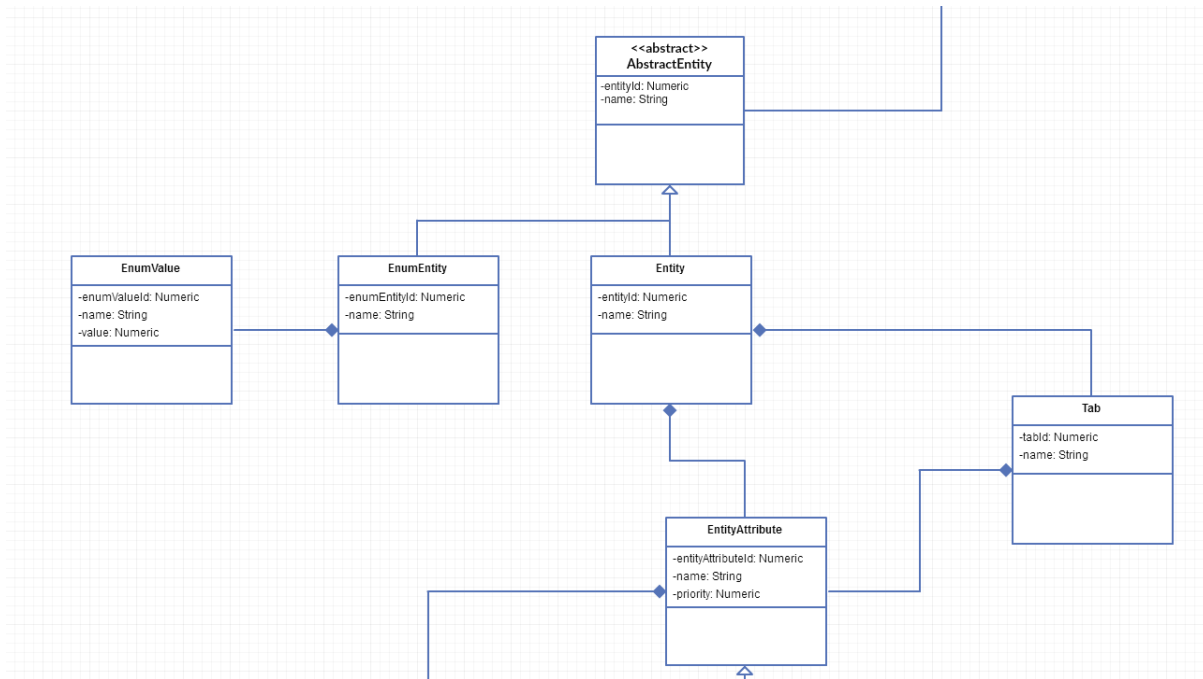 <<abstract>>
AbstractEntity
-entityId: Numeric
-name: String
EnumValue
-enumValueId: Numeric
-name: String
-value: Numeric
EnumEntity
-enumEntityId: Numeric
-name: String
Entity
-entityId: Numeric
-name: String
Tab
-tabId: Numeric
-name: String
EntityAttribute
-entityAttributeId: Numeric
-name: String
-priority: Numeric